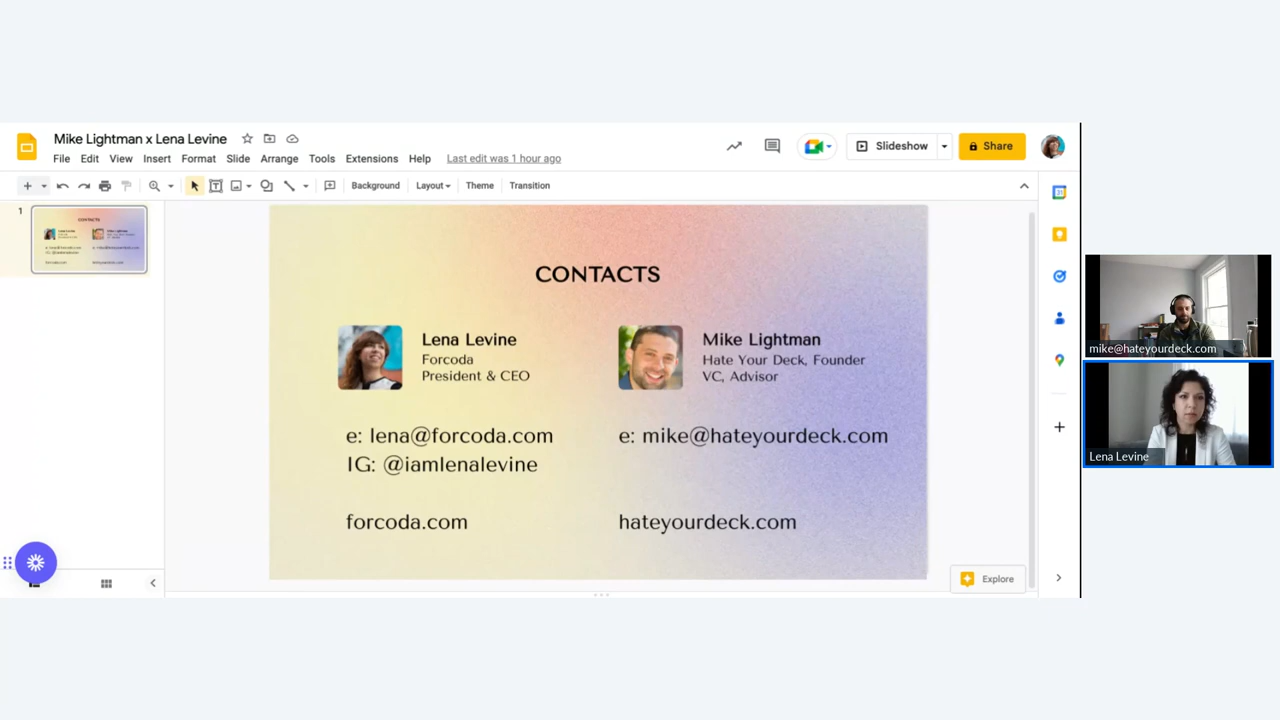 Mike Lightman x Lena Levine
File Edit View Insert Format Slide Arrange Tools Extensions Help Last edit was 1 hour ago
Slideshow
Share
Background Layout Theme Transition
1
CONTACTS
Lena Levine
Forcoda
President & CEO
e: lena@forcoda.com
IG: @iamlenalevine
forcoda.com
Mike Lightman
Hate Your Deck, Founder
VC, Advisor
e: mike@hateyourdeck.com
hateyourdeck.com
Explore
mike@hateyourdeck.com
Lena Levine